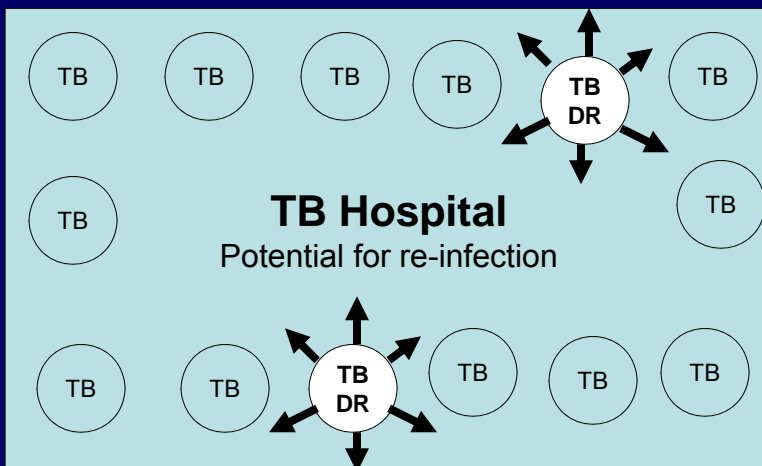 TB TB TB TB TB DR TB
TB TB
TB Hospital
Potential for re-infection
TB TB TB DR TB TB TB